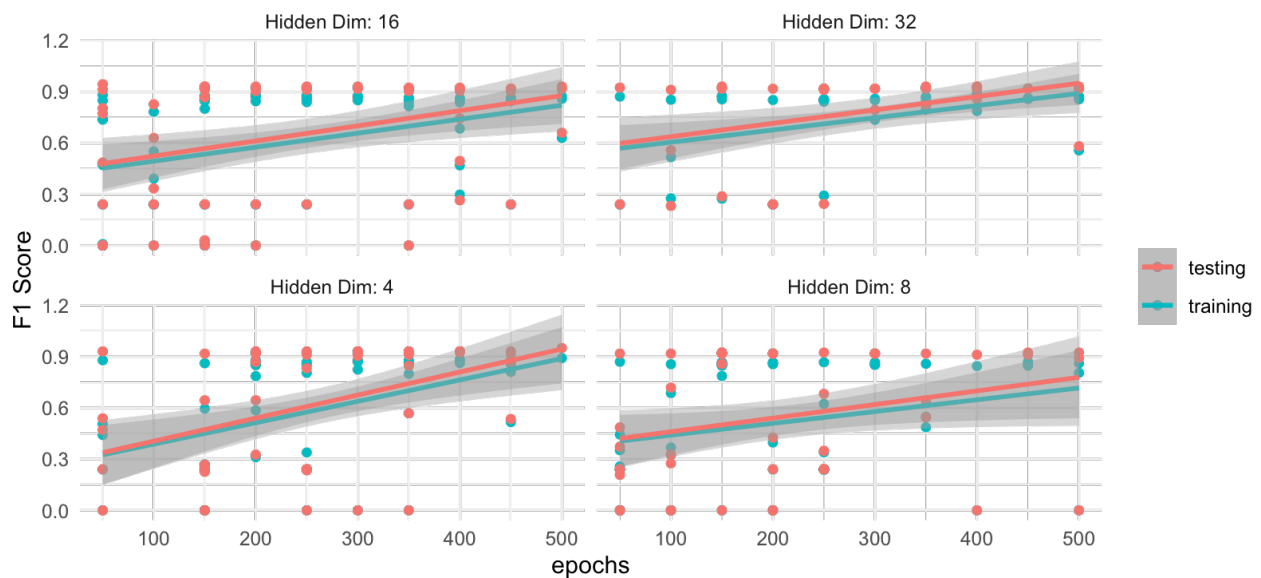 Hidden Dim: 16
Hidden Dim: 32
1.2
0.9
0.6
0.3
0.0
F1 Score
testing
training
Hidden Dim: 4
Hidden Dim: 8
1.2
0.9
0.6
0.3
0.0
100 200 300 400 500
100 200 300 400 500
epochs